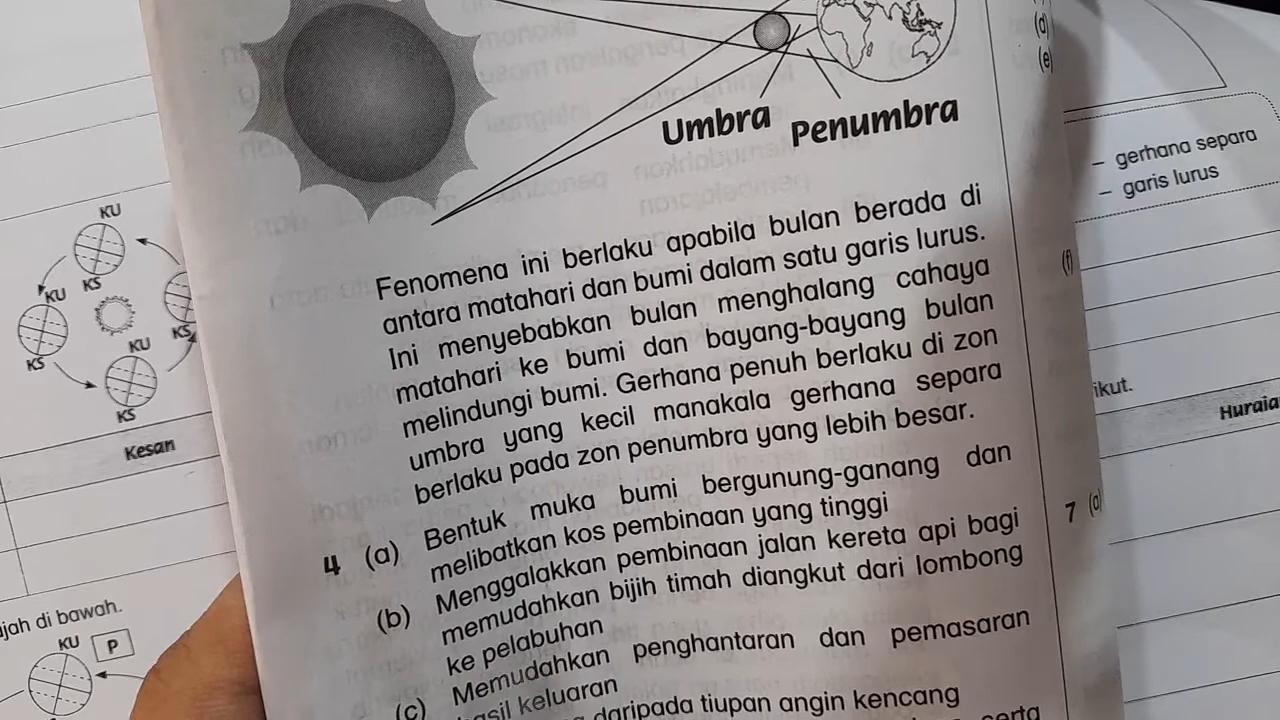 Umbra
Penumbra
Fenomena ini berlaku apabila bulan berada di
antara matahari dan bumi dalam satu garis lurus.
Ini menyebabkan bulan menghalang cahaya
matahari ke bumi dan bayang-bayang bulan
melindungi bumi. Gerhana penuh berlaku di zon
umbra yang kecil manakala gerhana separa
berlaku pada zon penumbra yang lebih besar.
4 (a) Bentuk muka bumi bergunung-ganang dan
melibatkan kos pembinaan yang tinggi
(b) Menggalakkan pembinaan jalan kereta api bagi
memudahkan bijih timah diangkut dari lombong
ke pelabuhan
(c) Memudahkan penghantaran dan pemasaran
hasil keluaran
daripada tiupan angin kencang
serta
KU
KS
KU
KS
KS
KU
KS
Kesan
di bawah.
KU
P
(d)
(e)
– gerhana separa
– garis lurus
(f)
7 (a)